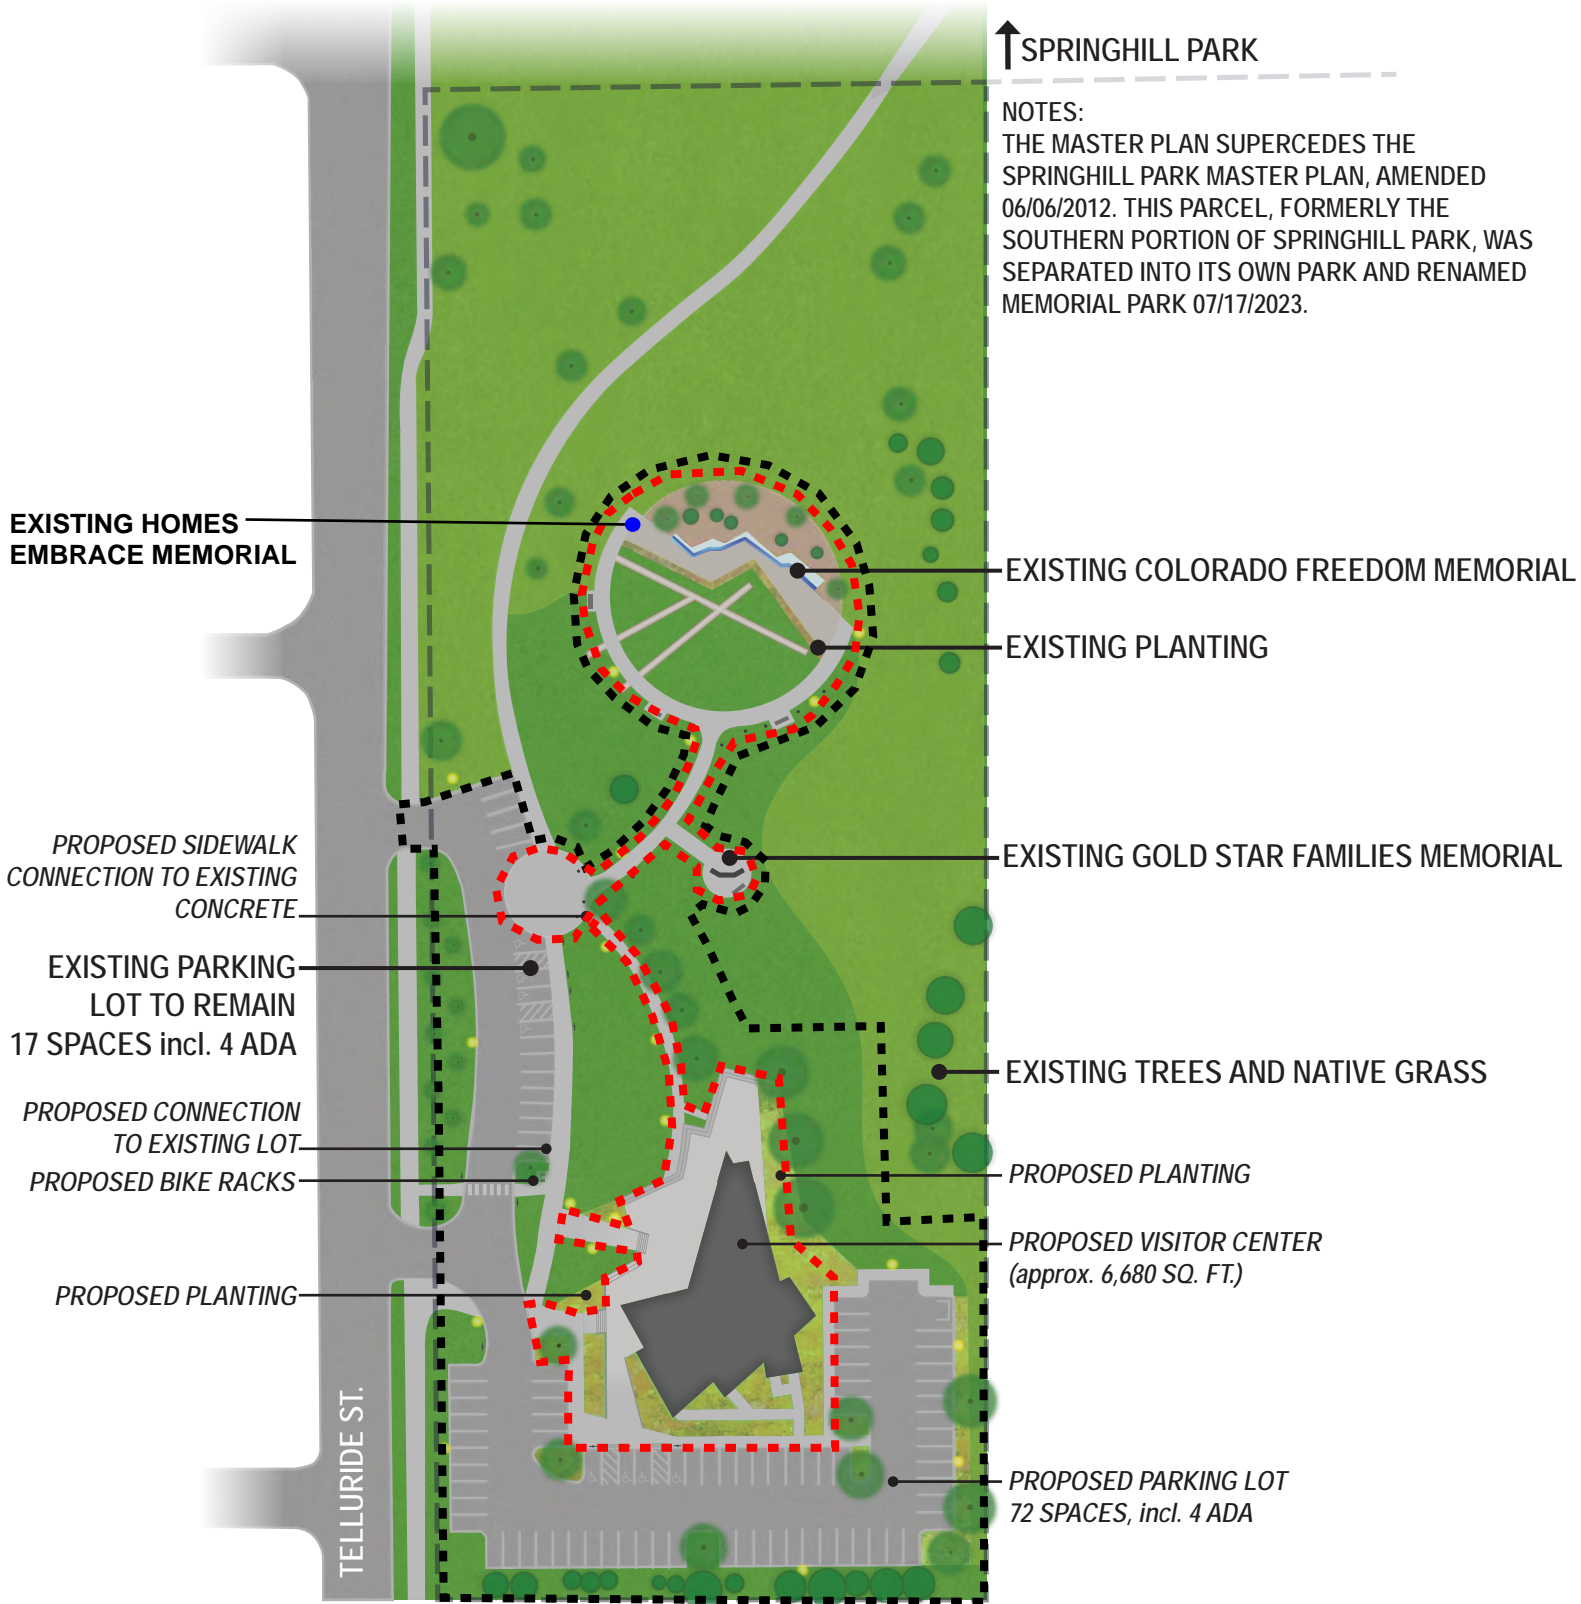 SPRINGHILL PARK
NOTES:
THE MASTER PLAN SUPERCEDES THE
SPRINGHILL PARK MASTER PLAN, AMENDED
06/06/2012. THIS PARCEL, FORMERLY THE
SOUTHERN PORTION OF SPRINGHILL PARK, WAS
SEPARATED INTO ITS OWN PARK AND RENAMED
MEMORIAL PARK 07/17/2023.
EXISTING HOMES
EMBRACE MEMORIAL
EXISTING COLORADO FREEDOM MEMORIAL
EXISTING PLANTING
PROPOSED SIDEWALK
CONNECTION TO EXISTING
CONCRETE
EXISTING GOLD STAR FAMILIES MEMORIAL
EXISTING PARKING
LOT TO REMAIN
17 SPACES incl. 4 ADA
EXISTING TREES AND NATIVE GRASS
PROPOSED CONNECTION
TO EXISTING LOT
PROPOSED BIKE RACKS
PROPOSED PLANTING
PROPOSED VISITOR CENTER
(approx. 6,680 SQ. FT.)
PROPOSED PLANTING
PROPOSED PARKING LOT
72 SPACES, incl. 4 ADA
TELLURIDE ST.